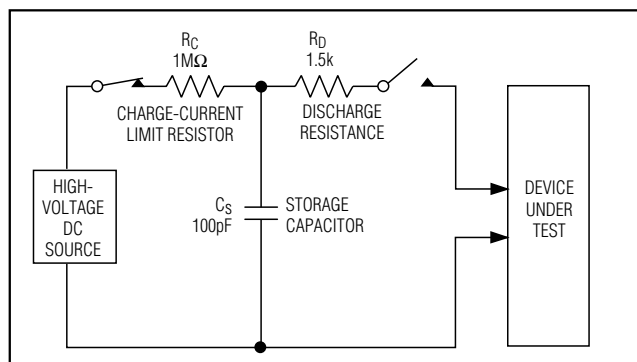 R_C
1MΩ
CHARGE-CURRENT
LIMIT RESISTOR
R_D
1.5k
DISCHARGE
RESISTANCE
HIGH-
VOLTAGE
DC
SOURCE
C_S
100pF
STORAGE
CAPACITOR
DEVICE
UNDER
TEST